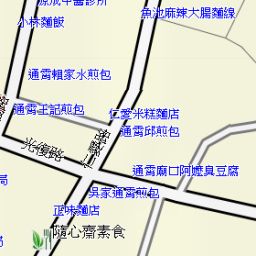 魚池麻辣大腸麵線
小林麵飯
通霄賴家水煎包
通霄王記煎包
仁愛米糕麵店
通霄邱煎包
光復路
通霄廟口阿嬤臭豆腐
吳家通霄煎包
正味麵店
隨心齋素食
局